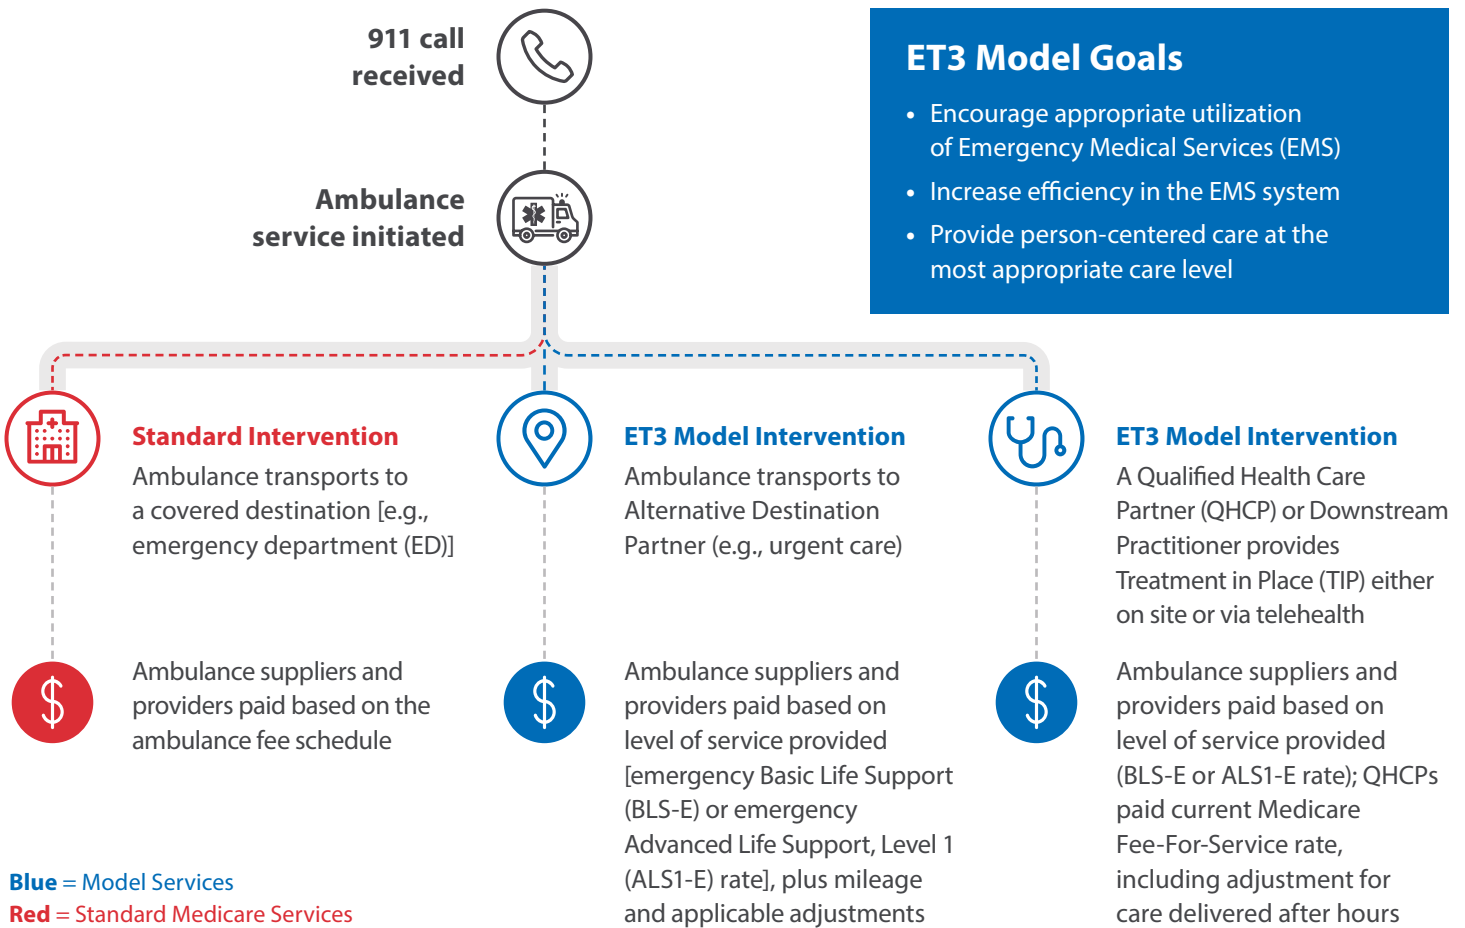 911 call
received
Ambulance
service initiated
ET3 Model Goals
• Encourage appropriate utilization
of Emergency Medical Services (EMS)
• Increase efficiency in the EMS system
• Provide person-centered care at the
most appropriate care level
Standard Intervention
Ambulance transports to
a covered destination [e.g.,
emergency department (ED)]
$
Ambulance suppliers and
providers paid based on the
ambulance fee schedule
ET3 Model Intervention
Ambulance transports to
Alternative Destination
Partner (e.g., urgent care)
$
Ambulance suppliers and
providers paid based on
level of service provided
[emergency Basic Life Support
(BLS-E) or emergency
Advanced Life Support, Level 1
(ALS1-E) rate], plus mileage
and applicable adjustments
ET3 Model Intervention
A Qualified Health Care
Partner (QHCP) or Downstream
Practitioner provides
Treatment in Place (TIP) either
on site or via telehealth
$
Ambulance suppliers and
providers paid based on
level of service provided
(BLS-E or ALS1-E rate); QHCPs
paid current Medicare
Fee-For-Service rate,
including adjustment for
care delivered after hours
Blue = Model Services
Red = Standard Medicare Services